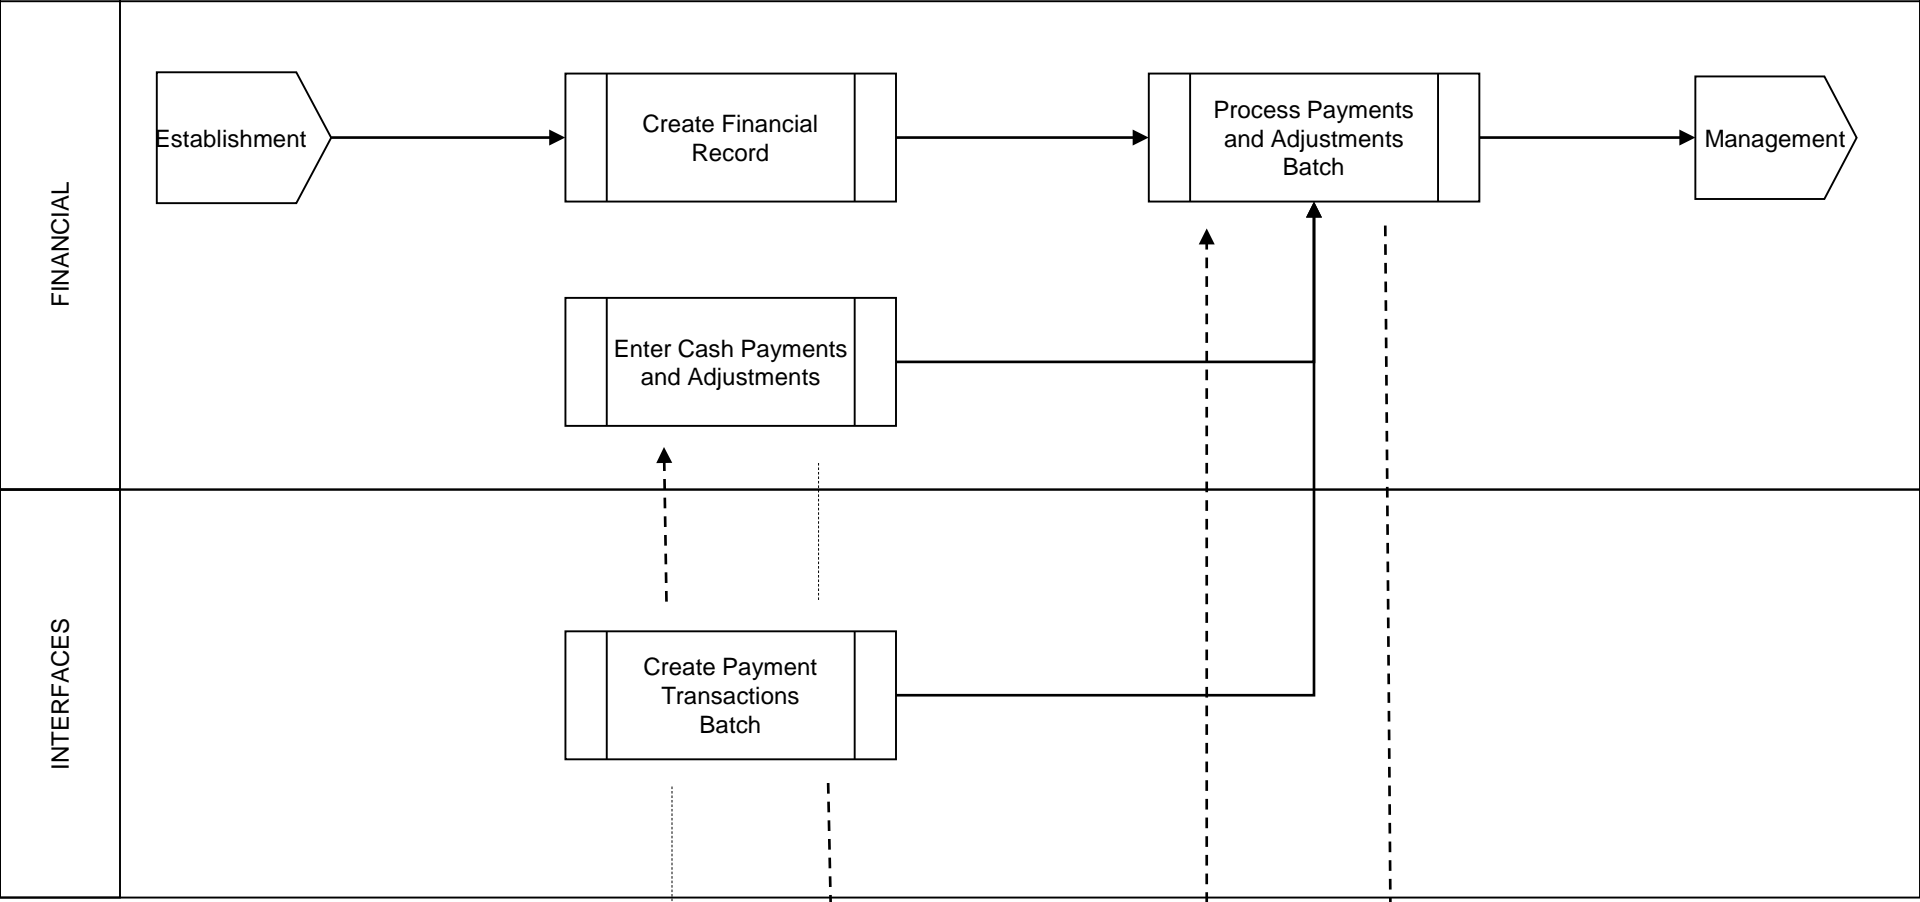 FINANCIAL
Establishment
Create Financial
Record
Process Payments
and Adjustments
Batch
Management
Enter Cash Payments
and Adjustments
INTERFACES
Create Payment
Transactions
Batch